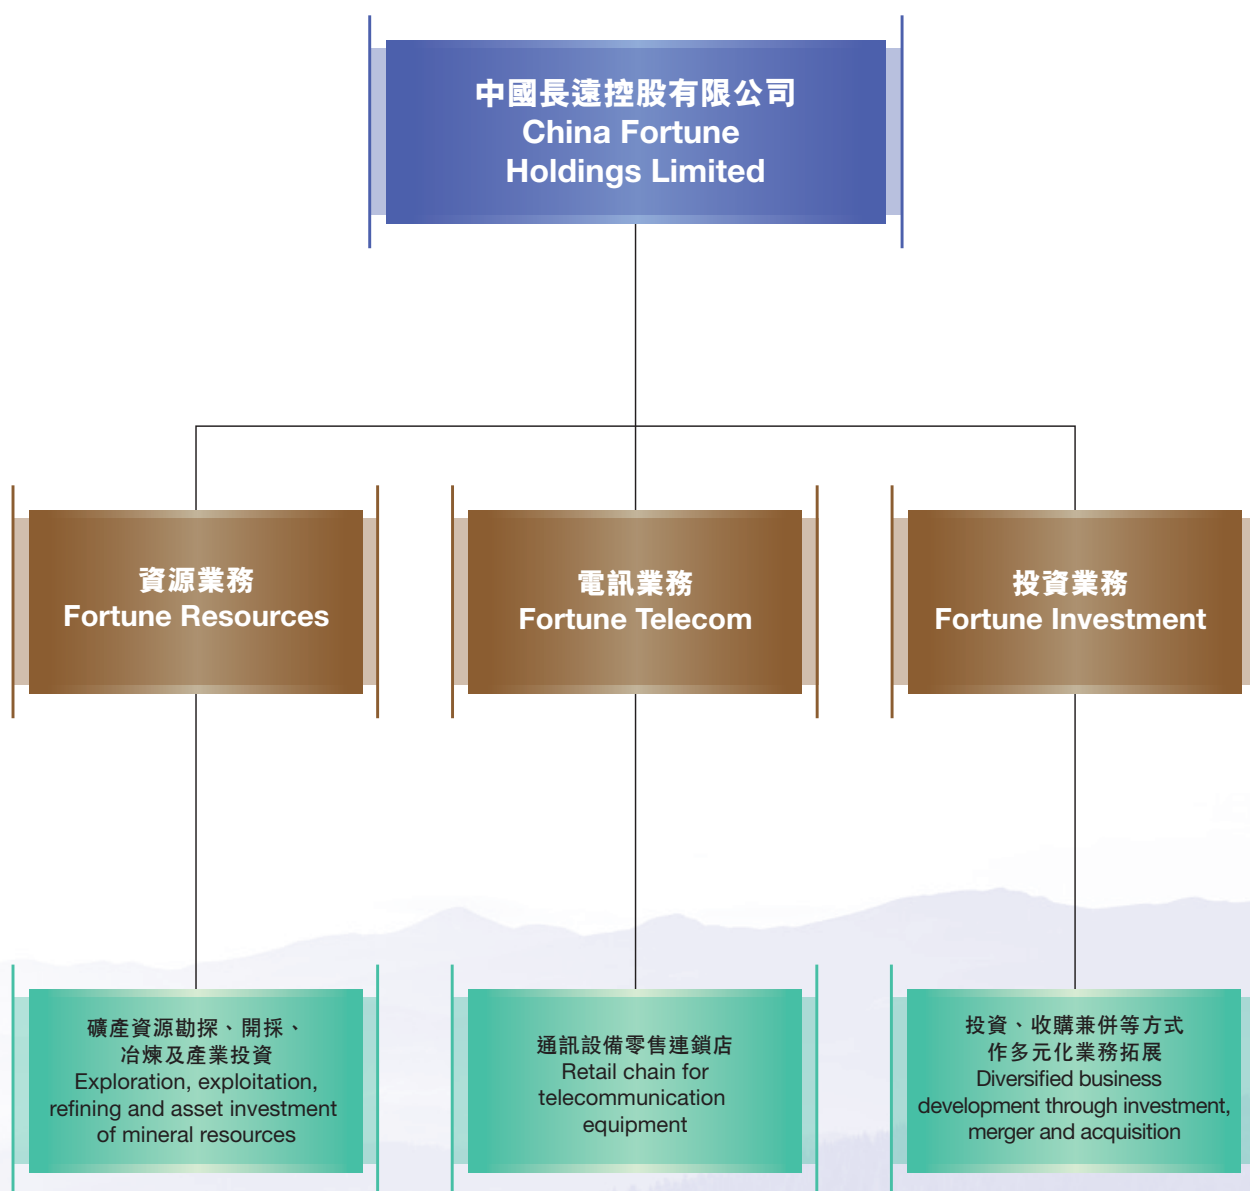 中國長遠控股有限公司
China Fortune
Holdings Limited
資源業務
Fortune Resources
電訊業務
Fortune Telecom
投資業務
Fortune Investment
礦產資源勘探、開採、
冶煉及產業投資
Exploration, exploitation,
refining and asset investment
of mineral resources
通訊設備零售連鎖店
Retail chain for
telecommunication
equipment
投資、收購兼併等方式
作多元化業務拓展
Diversified business
development through investment,
merger and acquisition